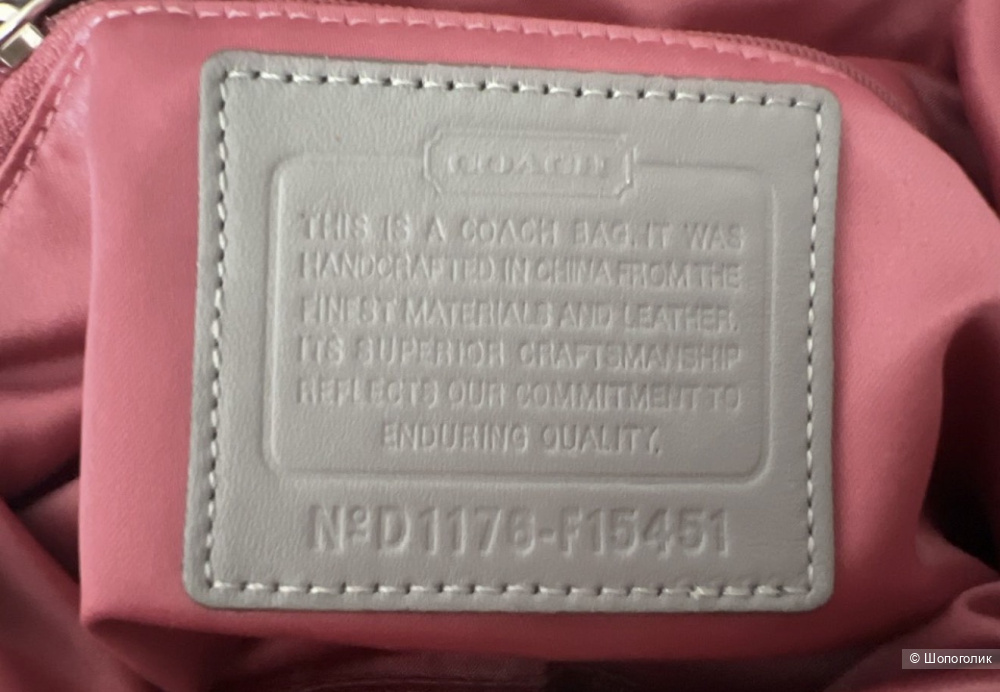 COACH
THIS IS A COACH BAG. IT WAS
HANDCRAFTED IN CHINA FROM THE
FINEST MATERIALS AND LEATHER.
ITS SUPERIOR CRAFTSMANSHIP
REFLECTS OUR COMMITMENT TO
ENDURING QUALITY.
NºD1176-F15451
© Шопоголик